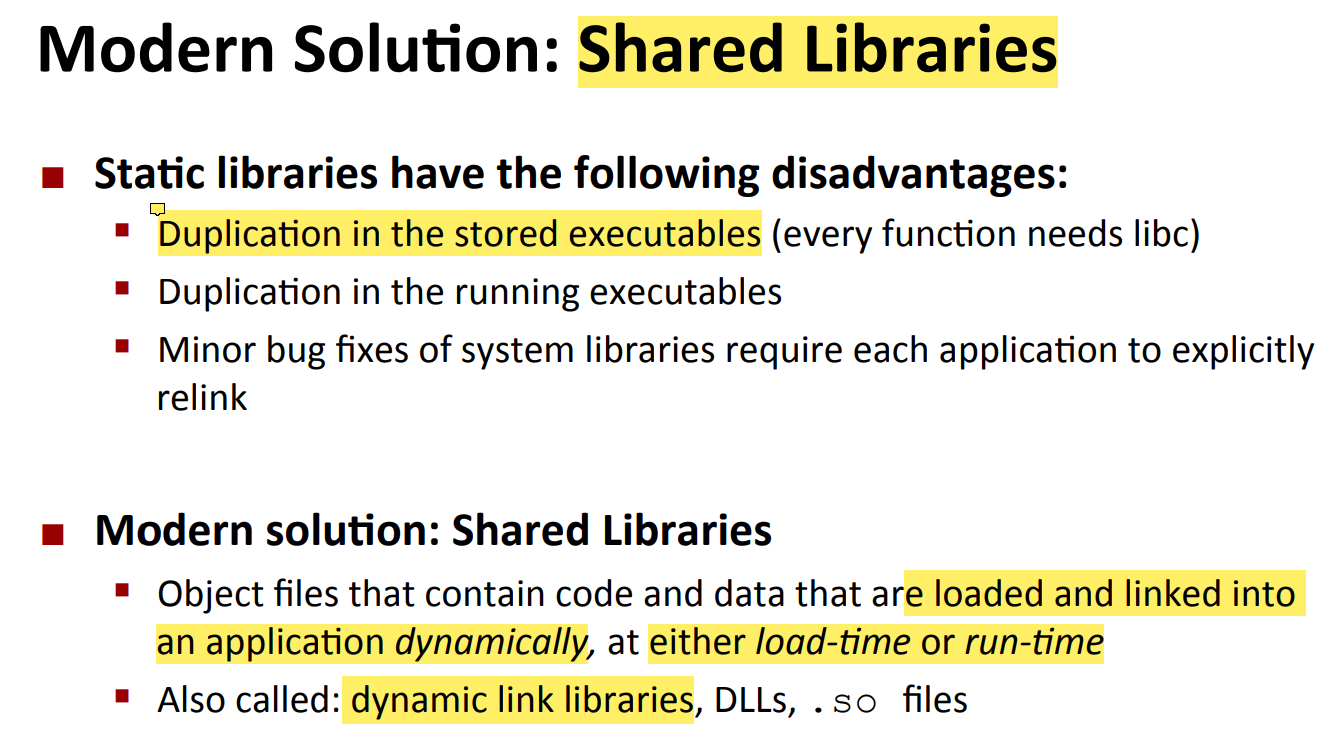 Modern Solution: Shared Libraries
Static libraries have the following disadvantages:
Duplication in the stored executables (every function needs libc)
Duplication in the running executables
Minor bug fixes of system libraries require each application to explicitly
relink
Modern solution: Shared Libraries
Object files that contain code and data that are loaded and linked into
an application dynamically, at either load-time or run-time
Also called: dynamic link libraries, DLLs, .so files